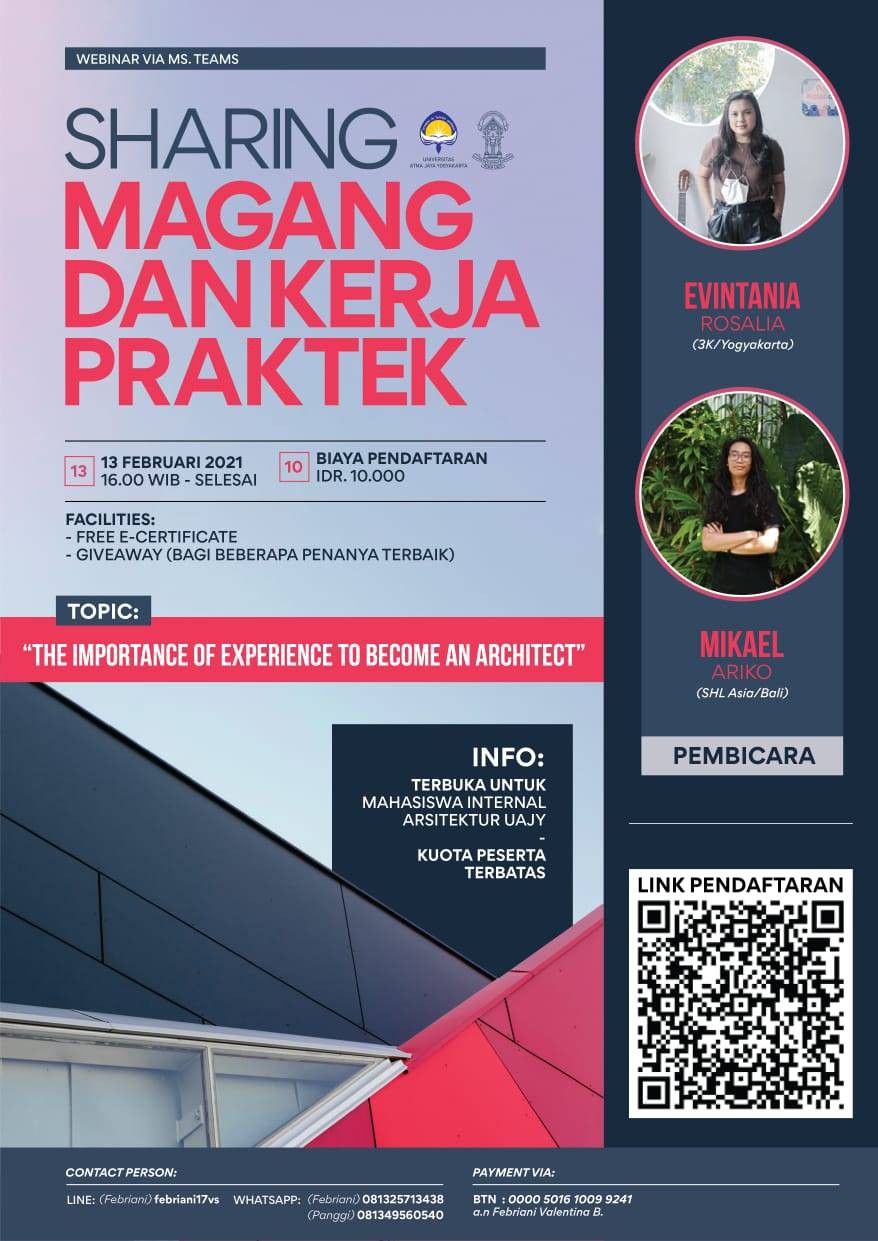 WEBINAR VIA MS. TEAMS
SHARING
UNIVERSITAS
ATMA JAYA YOGYAKARTA
MAGANG
DAN KERJA
PRAKTEK
13
13 FEBRUARI 2021
16.00 WIB - SELESAI
10
BIAYA PENDAFTARAN
IDR. 10.000
FACILITIES:
- FREE E-CERTIFICATE
- GIVEAWAY (BAGI BEBERAPA PENANYA TERBAIK)
TOPIC:
“THE IMPORTANCE OF EXPERIENCE TO BECOME AN ARCHITECT”
INFO:
TERBUKA UNTUK
MAHASISWA INTERNAL
ARSITEKTUR UAJY
-
KUOTA PESERTA
TERBATAS
EVINTANIA
ROSALIA
(3K/Yogyakarta)
MIKAEL
ARIKO
(SHL Asia/Bali)
PEMBICARA
LINK PENDAFTARAN
CONTACT PERSON:
LINE: (Febriani) febriani17vs WHATSAPP: (Febriani) 081325713438
(Panggi) 081349560540
PAYMENT VIA:
BTN : 0000 5016 1009 9241
a.n Febriani Valentina B.